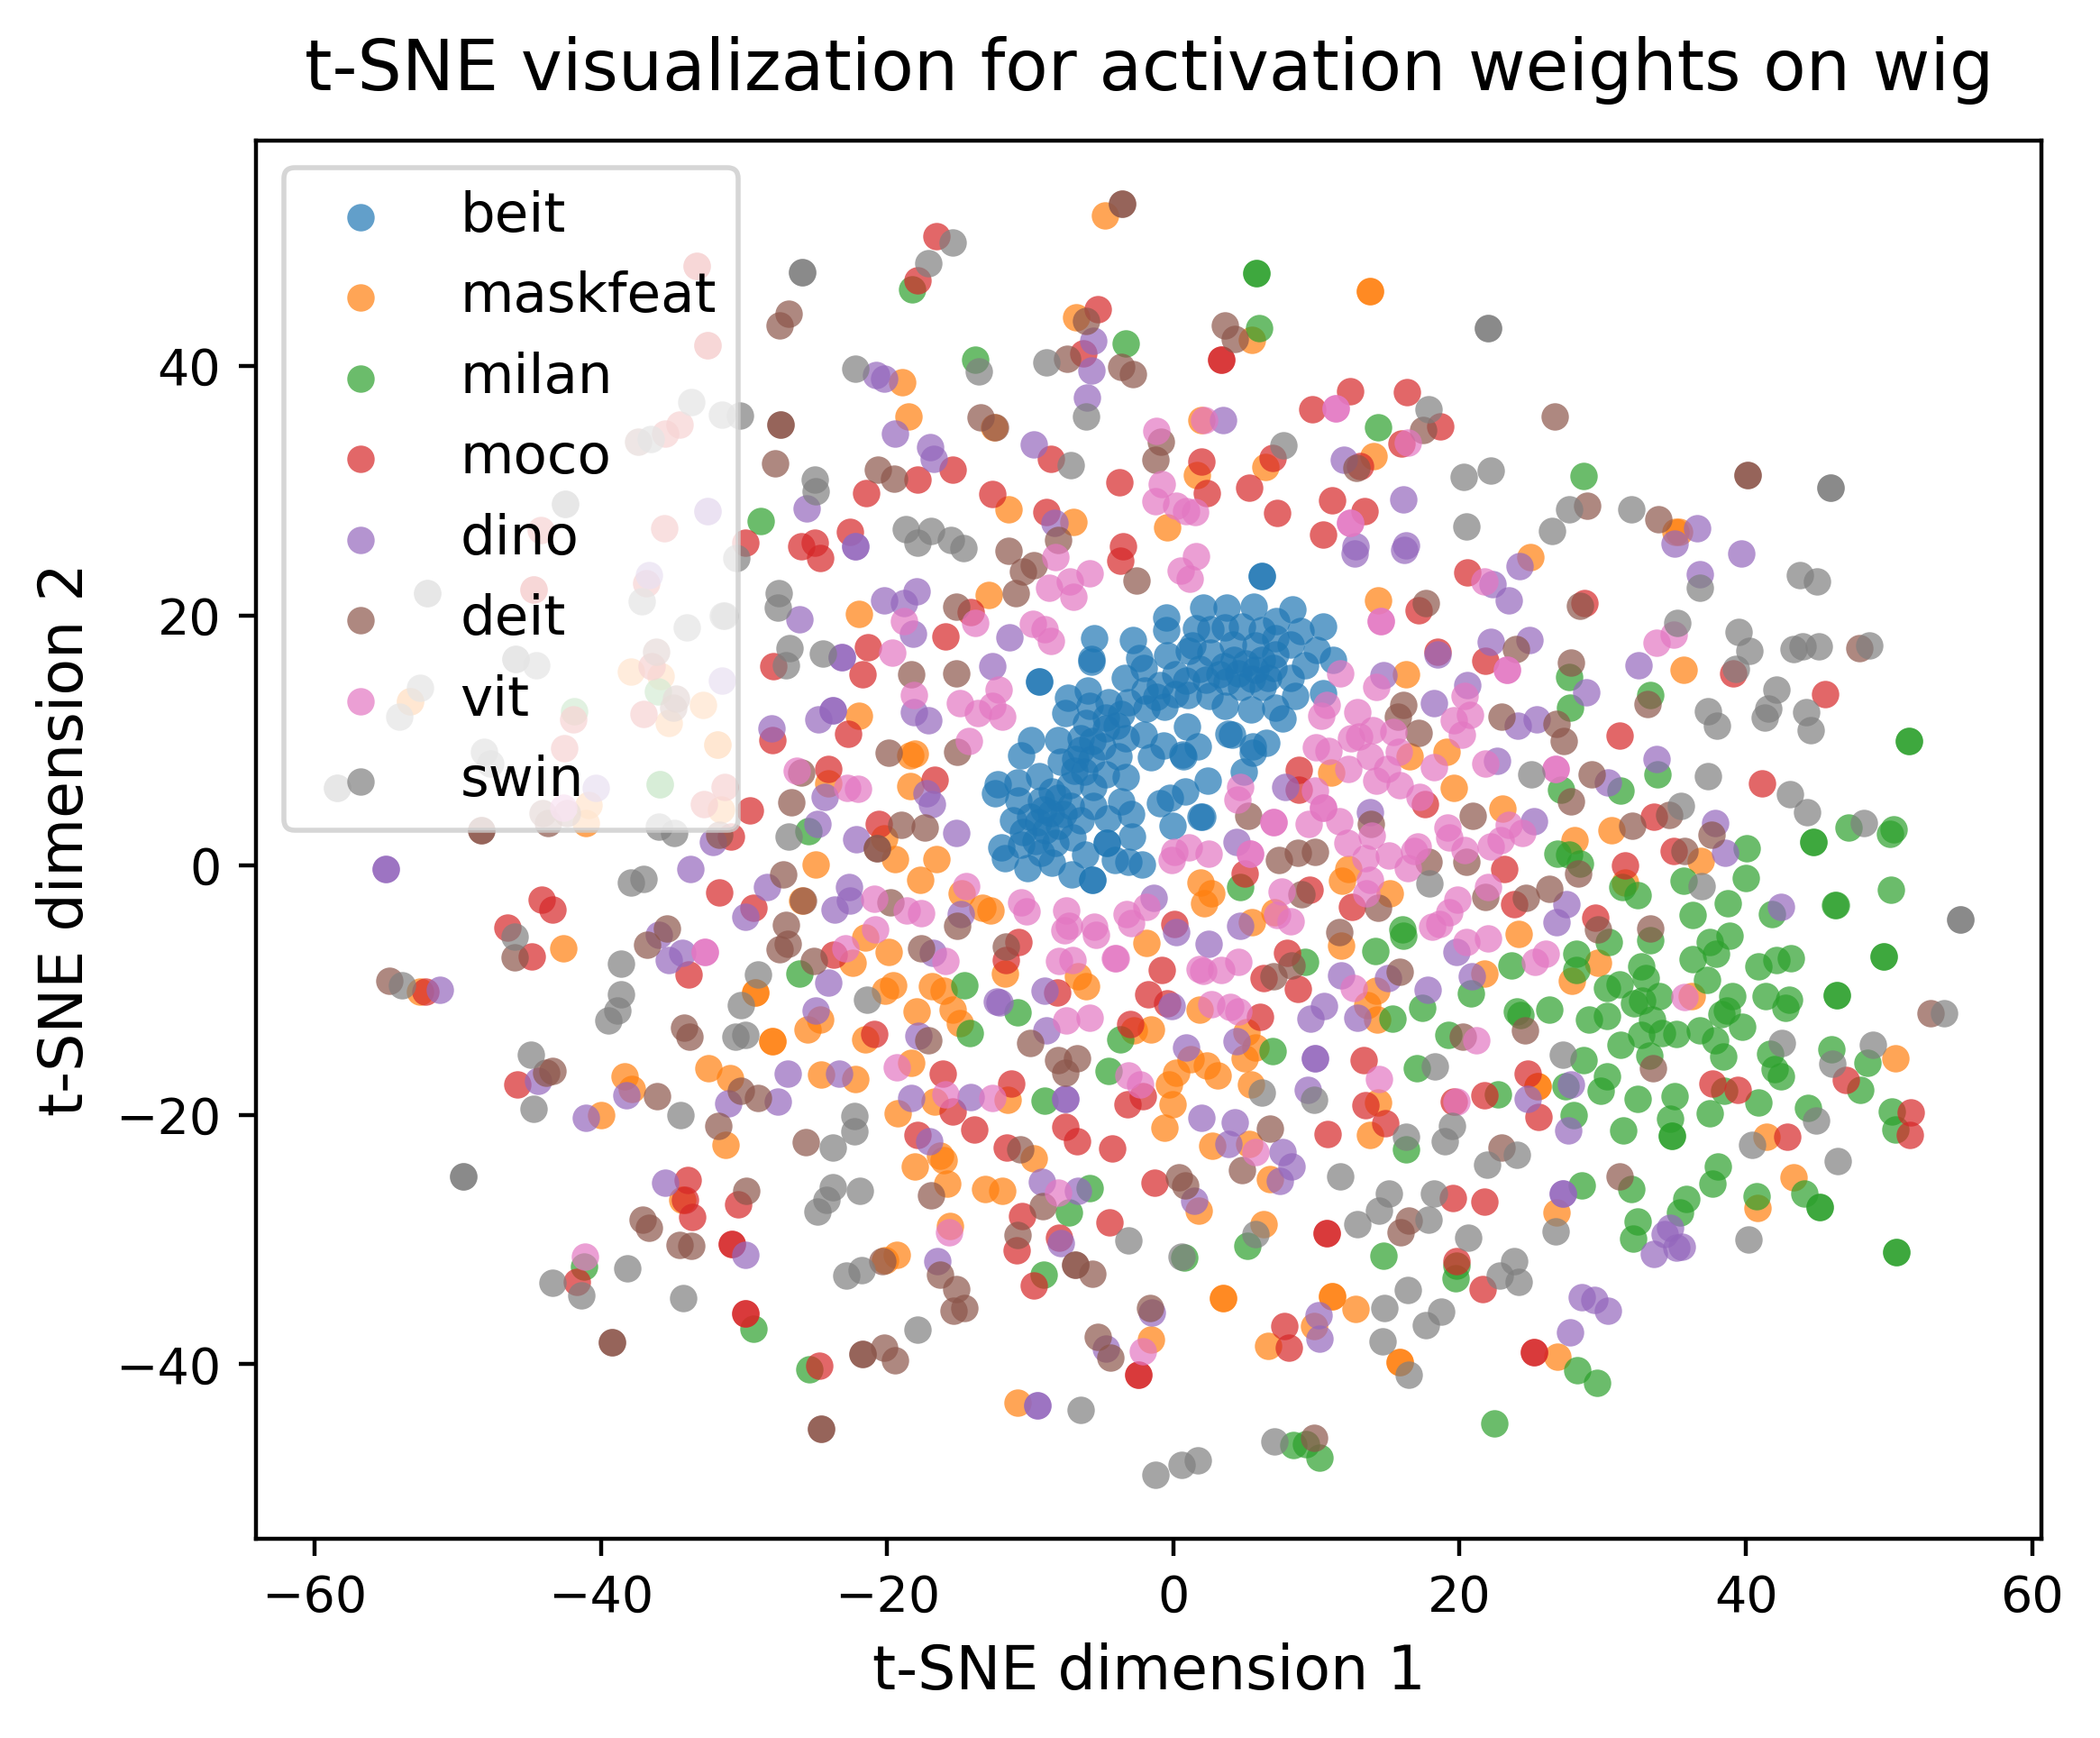 t-SNE visualization for activation weights on wig
beit
maskfeat
milan
moco
dino
deit
vit
swin
40
20
0
−20
−40
t-SNE dimension 2
−60 −40 −20 0 20 40 60
t-SNE dimension 1